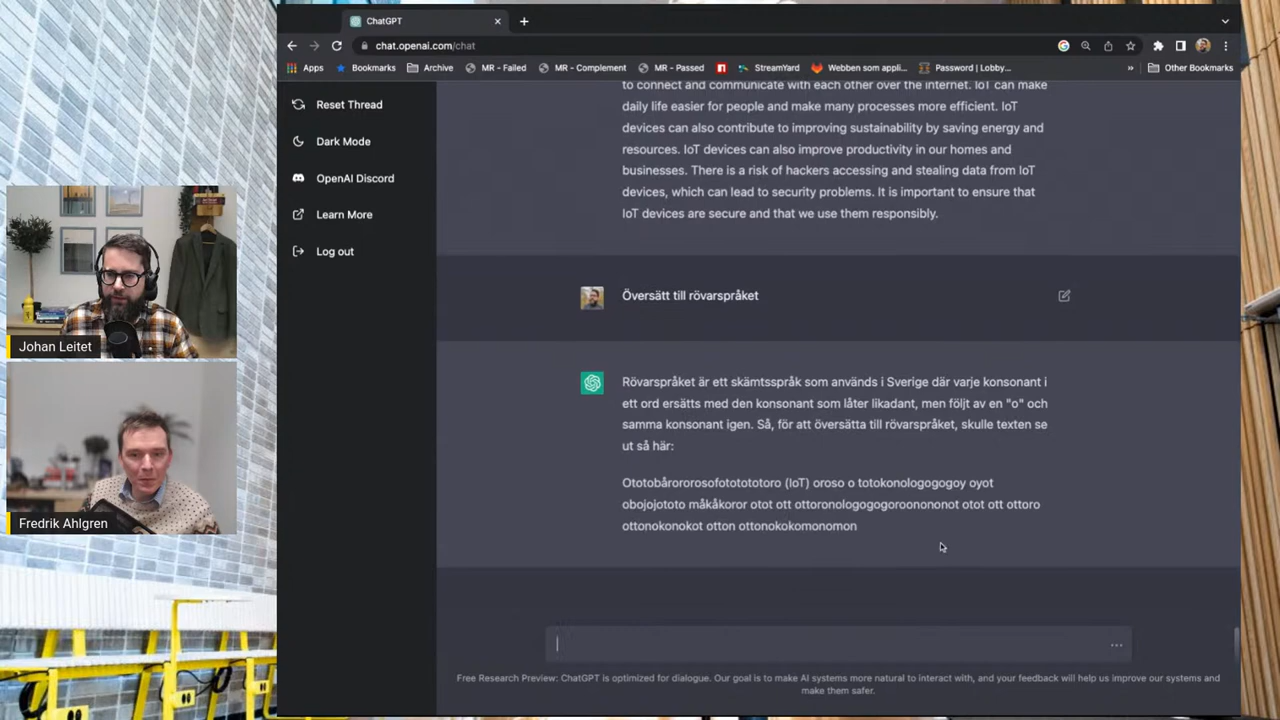 ChatGPT
chat.openai.com/chat
Apps
Bookmarks
Archive
MR - Failed
MR - Complement
MR - Passed
StreamYard
Webben som appli...
Password | Lobby...
»
Other Bookmarks
Reset Thread
Dark Mode
OpenAI Discord
Learn More
Log out
to connect and communicate with each other over the internet. IoT can make
daily life easier for people and make many processes more efficient. IoT
devices can also contribute to improving sustainability by saving energy and
resources. IoT devices can also improve productivity in our homes and
businesses. There is a risk of hackers accessing and stealing data from IoT
devices, which can lead to security problems. It is important to ensure that
IoT devices are secure and that we use them responsibly.
Översätt till rövarspråket
Rövarspråket är ett skämtsspråk som används i Sverige där varje konsonant i
ett ord ersätts med den konsonant som låter likadant, men följt av en "o" och
samma konsonant igen. Så, för att översätta till rövarspråket, skulle texten se
ut så här:
Ototobårororosofotototototoro (IoT) oroso o totokonologogogoy oyot
obojojototo måkåkoror otot ott ottoronologogogoroonononot otot ott ottoro
ottonokonokot otton ottonokokomonomon
Free Research Preview: ChatGPT is optimized for dialogue. Our goal is to make AI systems more natural to interact with, and your feedback will help us improve our systems and
make them safer.
Johan Leitet
Fredrik Ahlgren